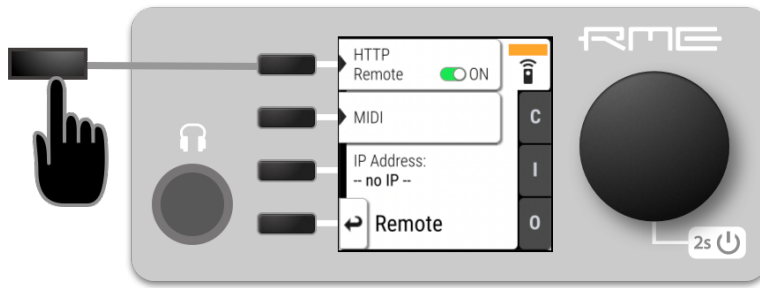 RME
HTTP
Remote ON
MIDI
C
IP Address:
-- no IP --
I
Remote
O
2s